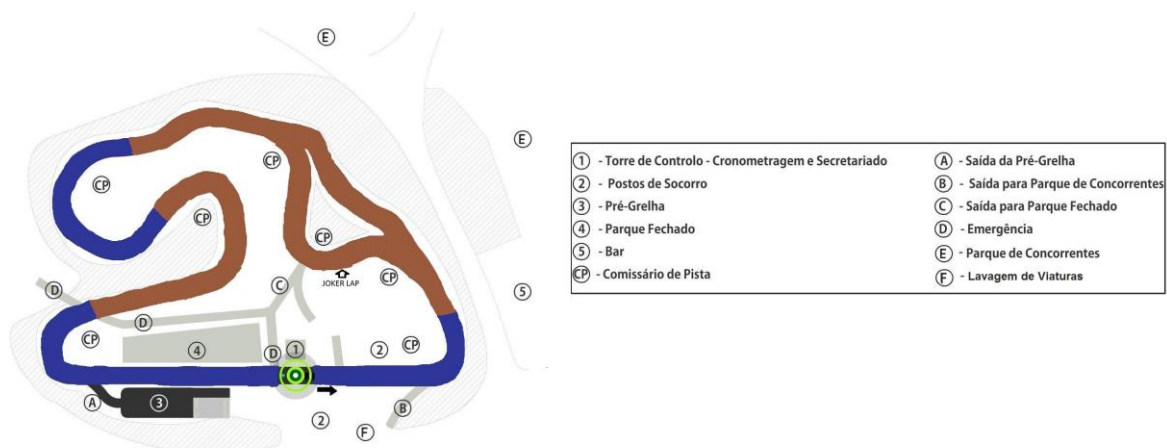 E
E
CP
CP
CP
CP
CP
D
C
JOKER LAP
5
D
CP
4
D
1
2
CP
A
3
B
2
F
1 - Torre de Controlo - Cronometragem e Secretariado
2 - Postos de Socorro
3 - Pré-Grelha
4 - Parque Fechado
5 - Bar
CP - Comissário de Pista
A - Saída da Pré-Grelha
B - Saída para Parque de Concorrentes
C - Saída para Parque Fechado
D - Emergência
E - Parque de Concorrentes
F - Lavagem de Viaturas